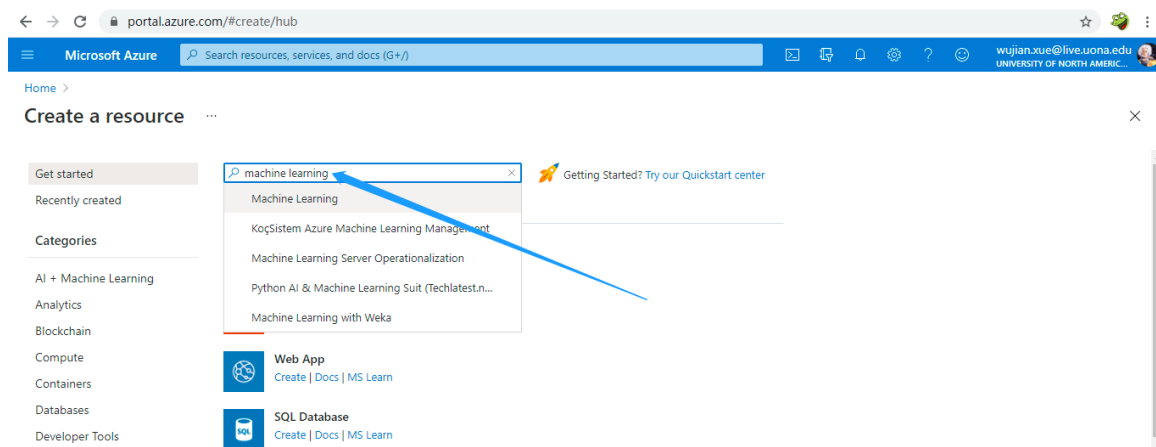 portal.azure.com/#create/hub
Microsoft Azure
Search resources, services, and docs (G+/)
wujian.xue@live.uona.edu
UNIVERSITY OF NORTH AMERIC...
Home >
Create a resource ...
Get started
machine learning
Getting Started? Try our Quickstart center
Recently created
Machine Learning
KoçSistem Azure Machine Learning Management
Categories
Machine Learning Server Operationalization
AI + Machine Learning
Python AI & Machine Learning Suit (Techlatest.n...
Analytics
Machine Learning with Weka
Blockchain
Compute
Containers
Databases
Developer Tools
Web App
Create | Docs | MS Learn
SQL
SQL Database
Create | Docs | MS Learn